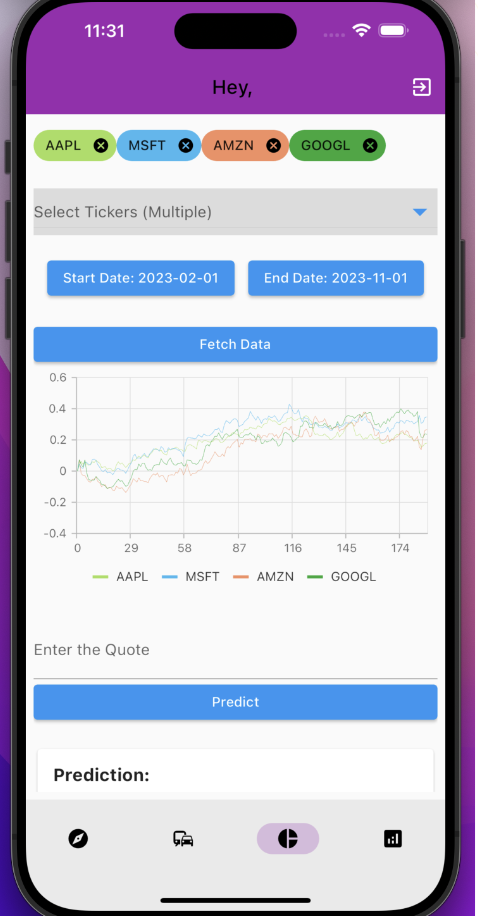 11:31
Hey,
AAPL MSFT AMZN GOOGL
Select Tickers (Multiple)
Start Date: 2023-02-01 End Date: 2023-11-01
Fetch Data
0.6
0.4
0.2
0
-0.2
-0.4
0 29 58 87 116 145 174
AAPL MSFT AMZN GOOGL
Enter the Quote
Predict
Prediction: